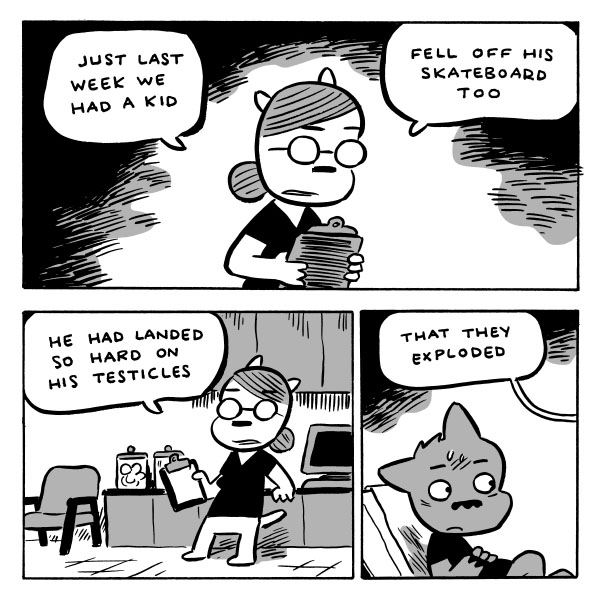 JUST LAST
WEEK WE
HAD A KID
FELL OFF HIS
SKATEBOARD
TOO
HE HAD LANDED
SO HARD ON
HIS TESTICLES
THAT THEY
EXPLODED